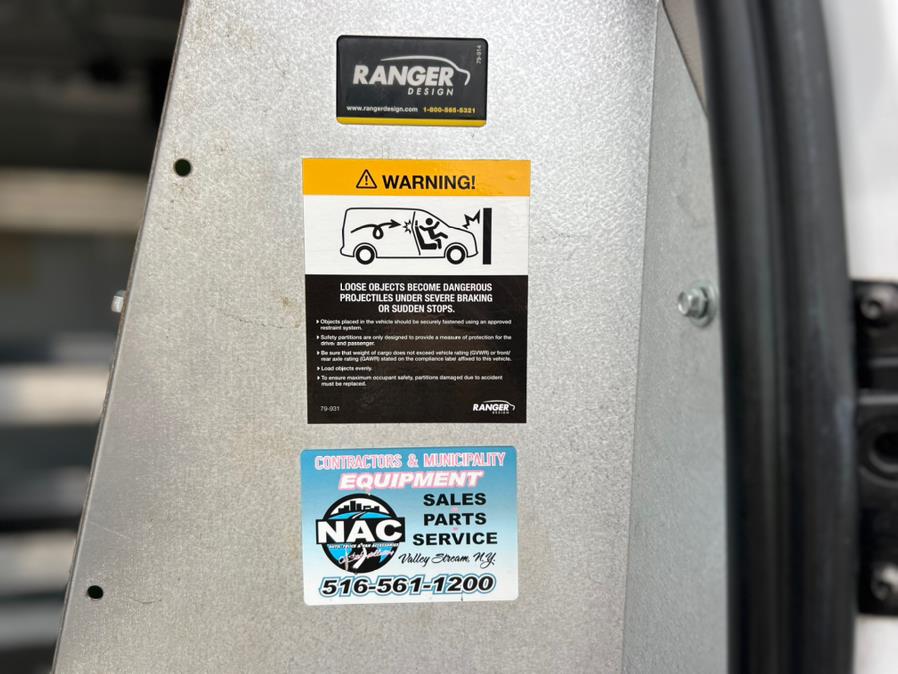 79-914
RANGER
DESIGN
www.rangerdesign.com 1-800-565-5321
WARNING!
LOOSE OBJECTS BECOME DANGEROUS
PROJECTILES UNDER SEVERE BRAKING
OR SUDDEN STOPS.
Objects placed in the vehicle should be securely fastened using an approved
restraint system.
Safety partitions are only designed to provide a measure of protection for the
driver and passenger.
Be sure that weight of cargo does not exceed vehicle rating (GVWR) or front/
rear axle rating (GAWR) stated on the compliance label affixed to this vehicle.
Load objects evenly.
To ensure maximum occupant safety, partitions damaged due to accident
must be replaced.
79-931
RANGER
DESIGN
CONTRACTORS & MUNICIPALITY
EQUIPMENT
SALES
PARTS
SERVICE
NAC
AUTO, TRUCK & VAN ACCESSORIES
Valley Stream, N.Y.
516-561-1200